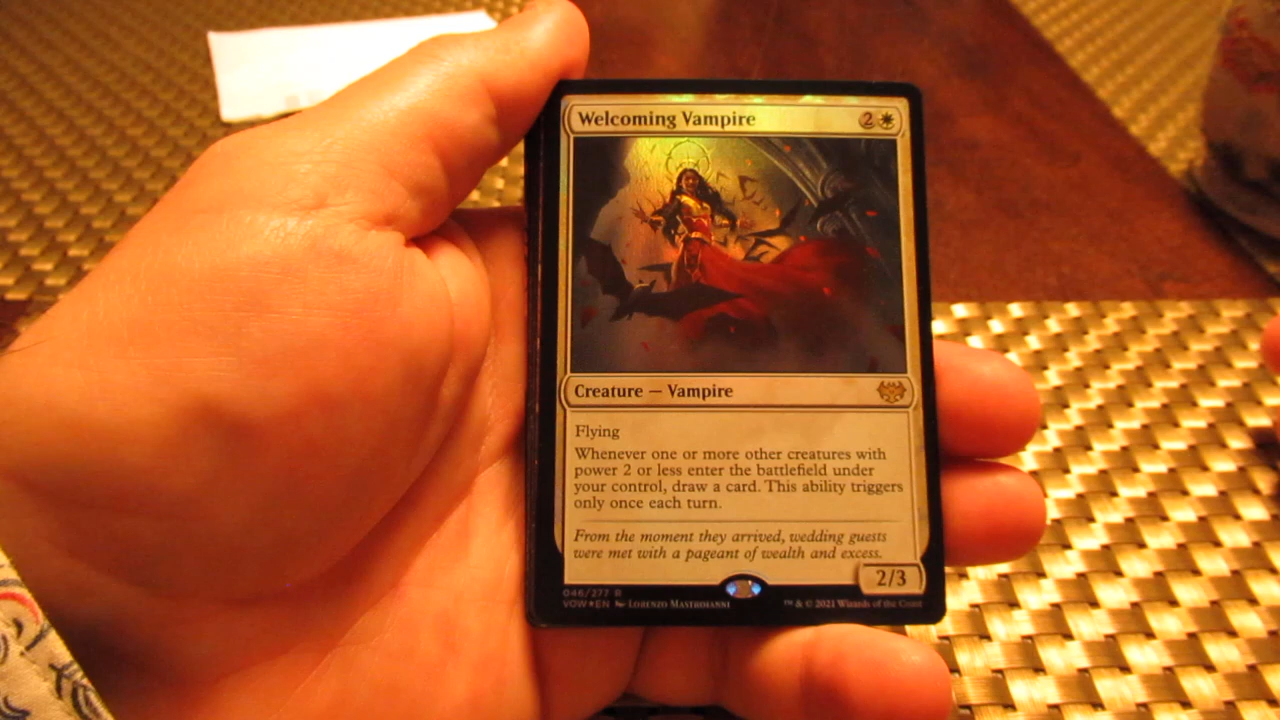 Welcoming Vampire 2
Creature — Vampire
Flying
Whenever one or more other creatures with
power 2 or less enter the battlefield under
your control, draw a card. This ability triggers
only once each turn.
From the moment they arrived, wedding guests
were met with a pageant of wealth and excess.
2/3
046/277 R
VOW★EN Lorenzo Mastroianni ™ & © 2021 Wizards of the Coast